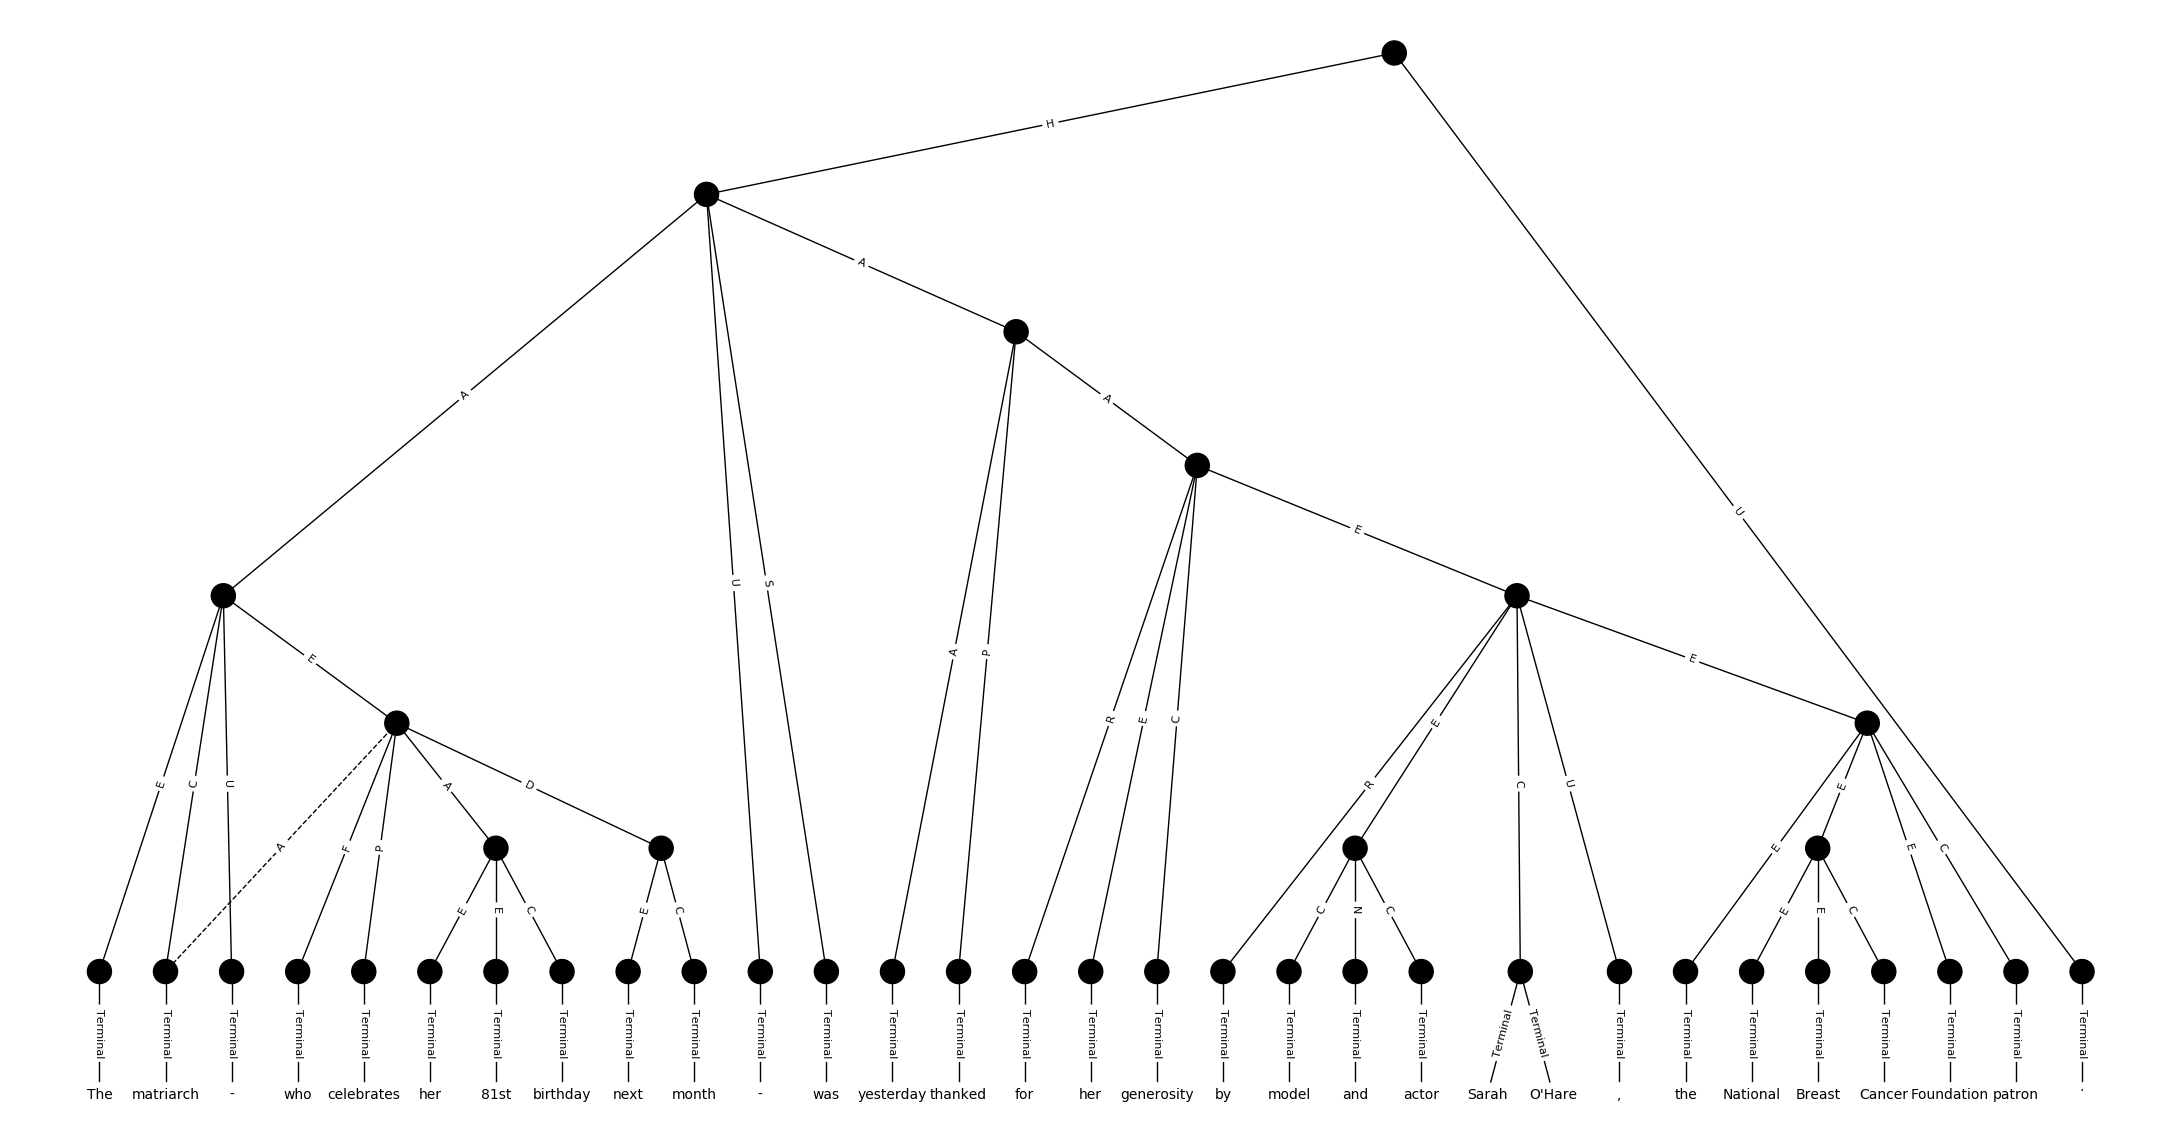 H
A
A
U
A
E
E
U
S
A
P
R
E
C
R
E
C
U
E
E
C
U
A
F
P
A
D
E
E
E
C
E
E
C
E
C
C
N
C
E
E
C
Terminal Terminal Terminal Terminal Terminal Terminal Terminal Terminal Terminal Terminal Terminal Terminal Terminal Terminal Terminal Terminal Terminal Terminal Terminal Terminal Terminal Terminal Terminal Terminal Terminal Terminal Terminal Terminal Terminal Terminal Terminal
The matriarch - who celebrates her 81st birthday next month - was yesterday thanked for her generosity by model and actor Sarah O'Hare , the National Breast Cancer Foundation patron .